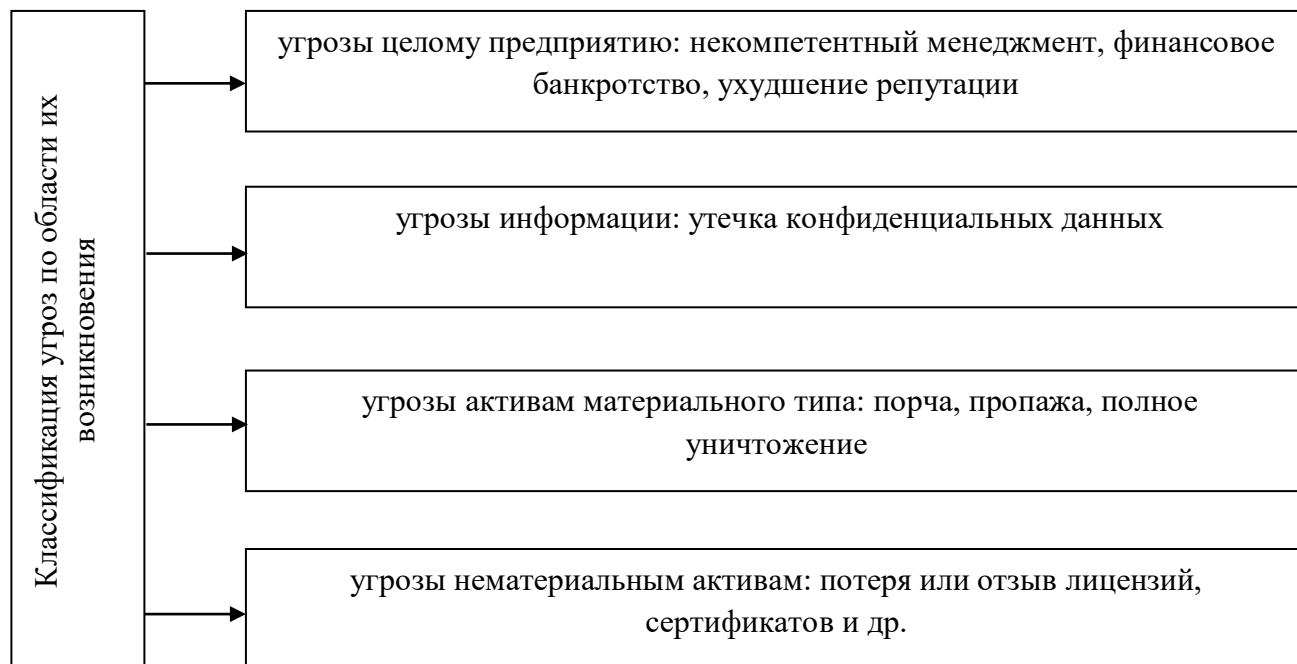 Классификация угроз по области их
возникновения
угрозы целому предприятию: некомпетентный менеджмент, финансовое
банкротство, ухудшение репутации
угрозы информации: утечка конфиденциальных данных
угрозы активам материального типа: порча, пропажа, полное
уничтожение
угрозы нематериальным активам: потеря или отзыв лицензий,
сертификатов и др.